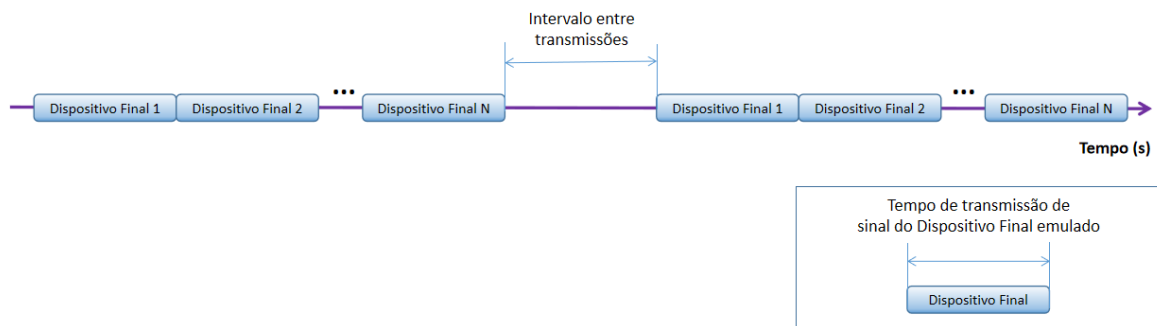 Intervalo entre
transmissões
Dispositivo Final 1
Dispositivo Final 2
...
Dispositivo Final N
Dispositivo Final 1
Dispositivo Final 2
...
Dispositivo Final N
Tempo (s)
Tempo de transmissão de
sinal do Dispositivo Final emulado
Dispositivo Final